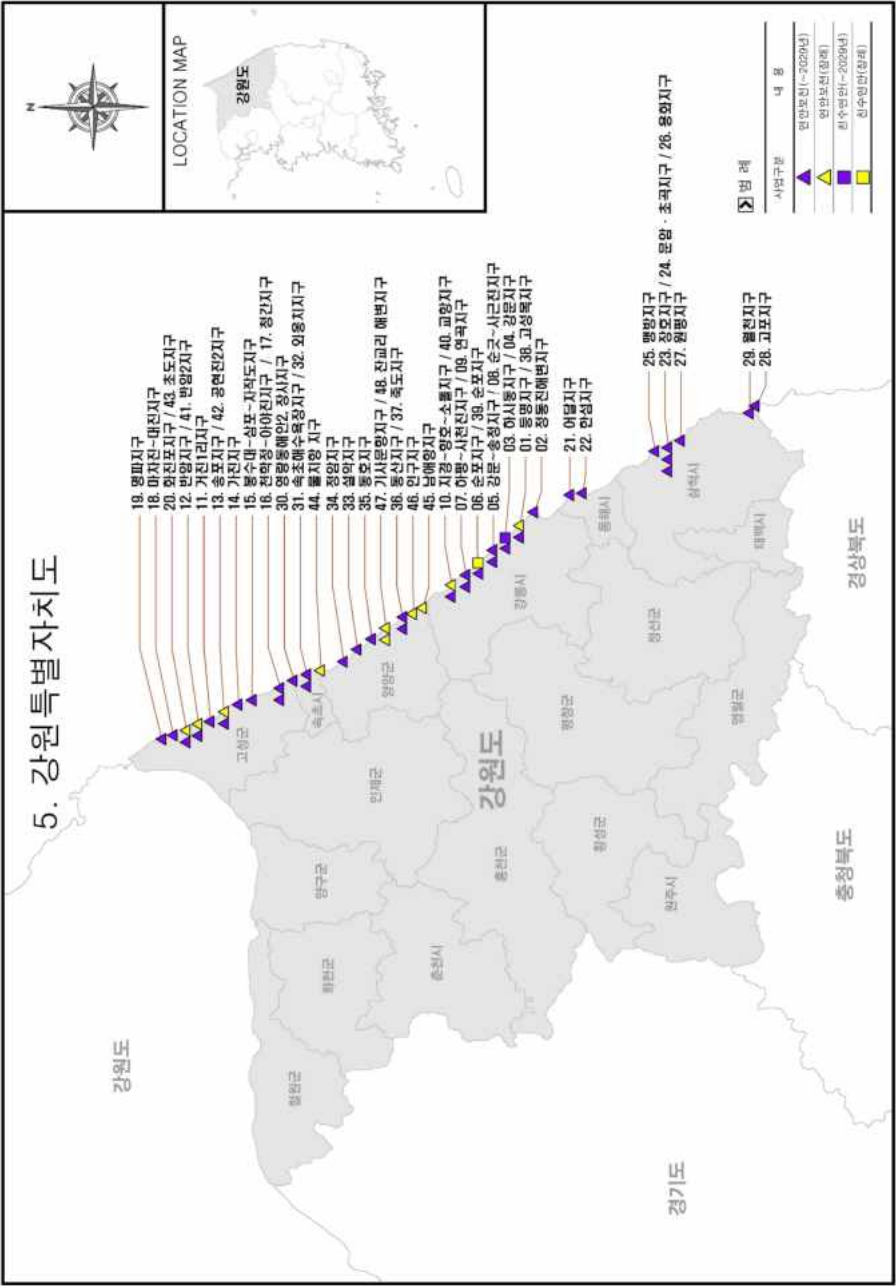 5. 강원특별자치도
N
LOCATION MAP
강원도
19. 명파지구
18. 마차진~대진지구
20. 화진포지구 / 43. 초도지구
12. 반암지구 / 41. 반암2지구
11. 거진1리지구
13. 송포지구 / 42. 공현진2지구
14. 가진지구
15. 봉수대~삼포~자작도지구
16. 천학정~아야진지구 / 17. 청간지구
30. 영랑동해안2, 장사지구
31. 속초해수욕장지구 / 32. 외옹치지구
44. 물치항 지구
34. 정암지구
33. 설악지구
35. 동호지구
47. 기사문항지구 / 48. 잔교리 해변지구
36. 동산지구 / 37. 죽도지구
46. 인구지구
45. 남애항지구
10. 지경~향호~소돌지구 / 40. 교항지구
07. 하평~사천진지구 / 09. 연곡지구
06. 순포지구 / 39. 순포지구
05. 강문~송정지구 / 08. 순긋~사근진지구
03. 하시동지구 / 04. 강문지구
01. 등명지구 / 38. 고성목지구
02. 정동진해변지구
21. 어달지구
22. 한섬지구
25. 맹방지구
23. 장호지구 / 24. 문암 · 초곡지구 / 26. 용화지구
27. 원평지구
29. 월천지구
28. 고포지구
강원도
철원군
화천군
양구군
고성군
인제군
속초시
양양군
춘천시
강원도
홍천군
강릉시
평창군
횡성군
원주시
정선군
동해시
삼척시
태백시
영월군
경기도
충청북도
경상북도
범 례
사업구분 내 용
연안보전(~2029년)
연안보전(장래)
친수연안(~2029년)
친수연안(장래)